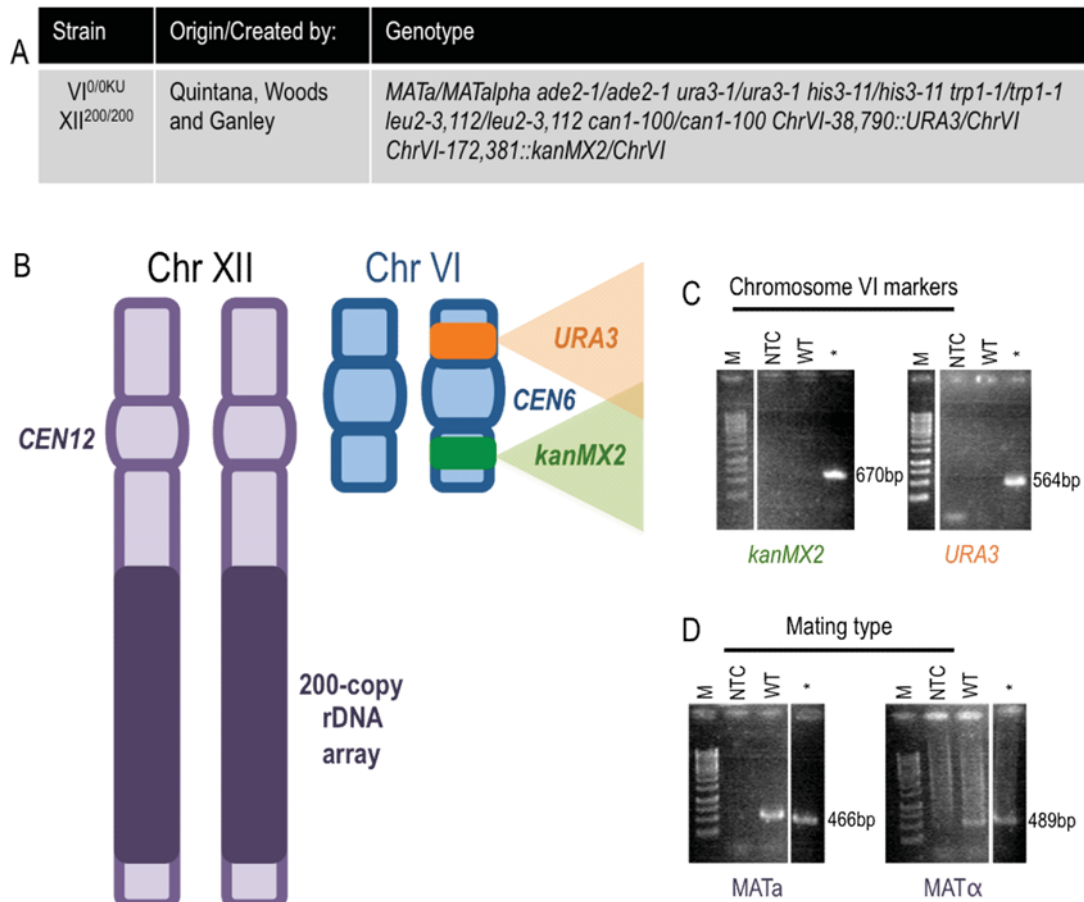 A
Strain Origin/Created by: Genotype
VI0/0KU
XII200/200
Quintana, Woods
and Ganley
MATa/MATalpha ade2-1/ade2-1 ura3-1/ura3-1 his3-11/his3-11 trp1-1/trp1-1
leu2-3,112/leu2-3,112 can1-100/can1-100 ChrVI-38,790::URA3/ChrVI
ChrVI-172,381::kanMX2/ChrVI
B
Chr XII
Chr VI
URA3
CEN6
CEN12
kanMX2
200-copy
rDNA
array
C
Chromosome VI markers
M NTC WT *
670bp
kanMX2
M NTC WT *
564bp
URA3
D
Mating type
M NTC WT *
466bp
MATa
M NTC WT *
489bp
MATα